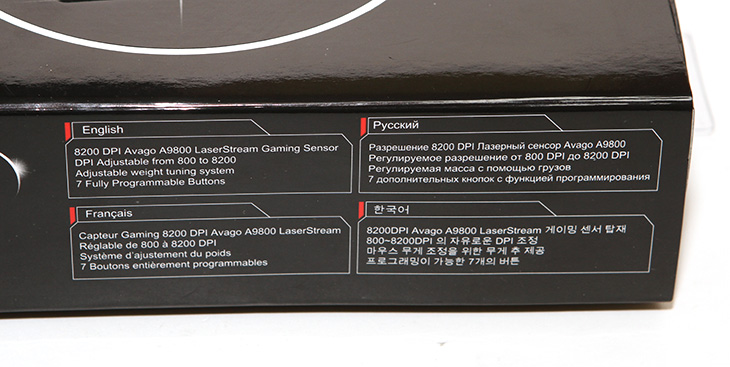 English
8200 DPI Avago A9800 LaserStream Gaming Sensor
DPI Adjustable from 800 to 8200
Adjustable weight tuning system
7 Fully Programmable Buttons
Русский
Разрешение 8200 DPI Лазерный сенсор Avago A9800
Регулируемое разрешение от 800 DPI до 8200 DPI
Регулируемая масса с помощью грузов
7 дополнительных кнопок с функцией программирования
Français
Capteur Gaming 8200 DPI Avago A9800 LaserStream
Réglable de 800 à 8200 DPI
Système d'ajustement du poids
7 Boutons entièrement programmables
한국어
8200DPI Avago A9800 LaserStream 게이밍 센서 탑재
800~8200DPI 의 자유로운 DPI 조정
마우스 무게 조정을 위한 무게 추 제공
프로그래밍이 가능한 7개의 버튼